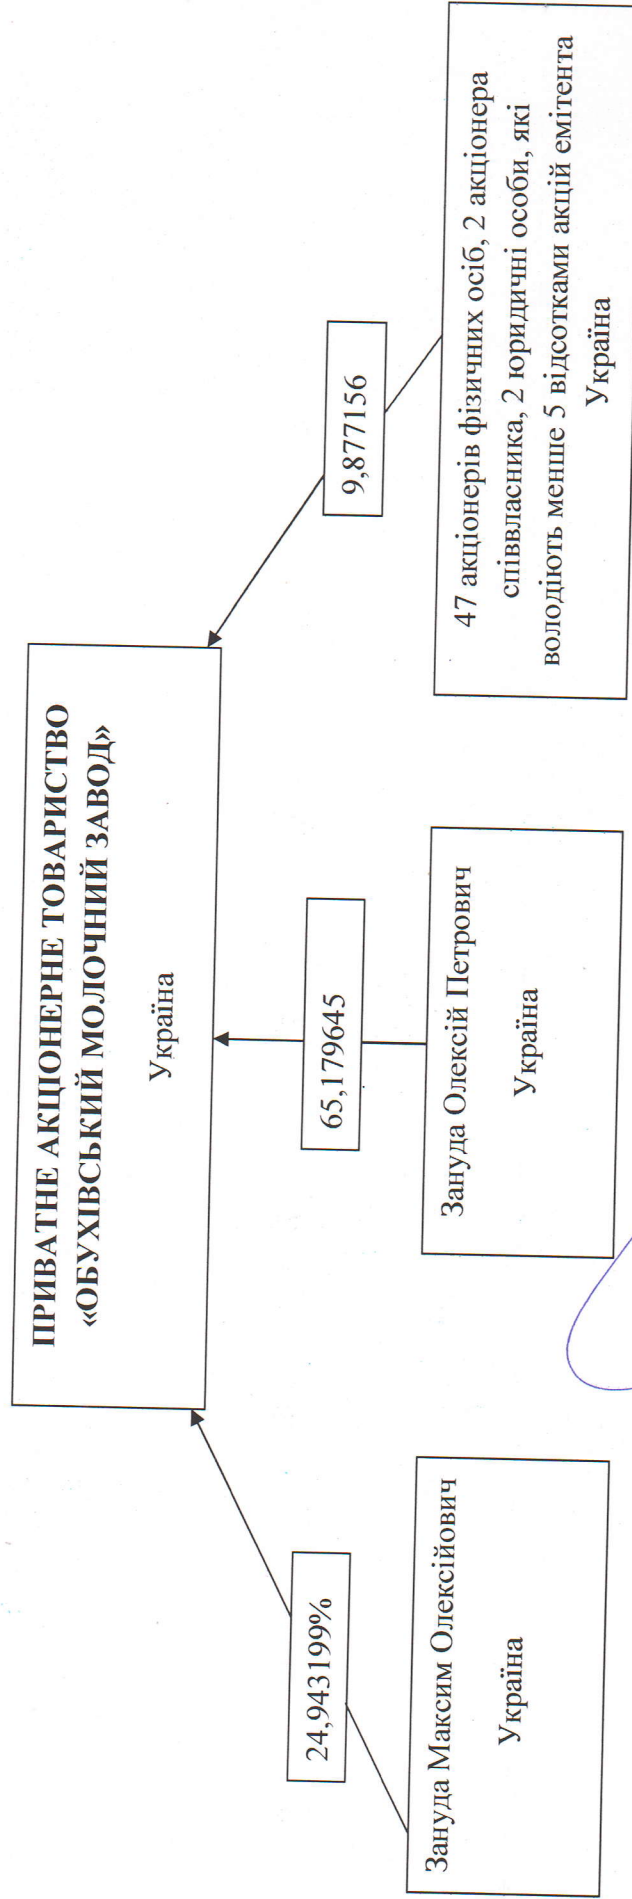 ПРИВАТНЕ АКЦІОНЕРНЕ ТОВАРИСТВО
«ОБУХІВСЬКИЙ МОЛОЧНИЙ ЗАВОД»
Україна
24,943199%
65,179645
9,877156
Зануда Максим Олексійович
Україна
Зануда Олексій Петрович
Україна
47 акціонерів фізичних осіб, 2 акціонера
співвласника, 2 юридичні особи, які
володіють менше 5 відсотками акцій емітента
Україна